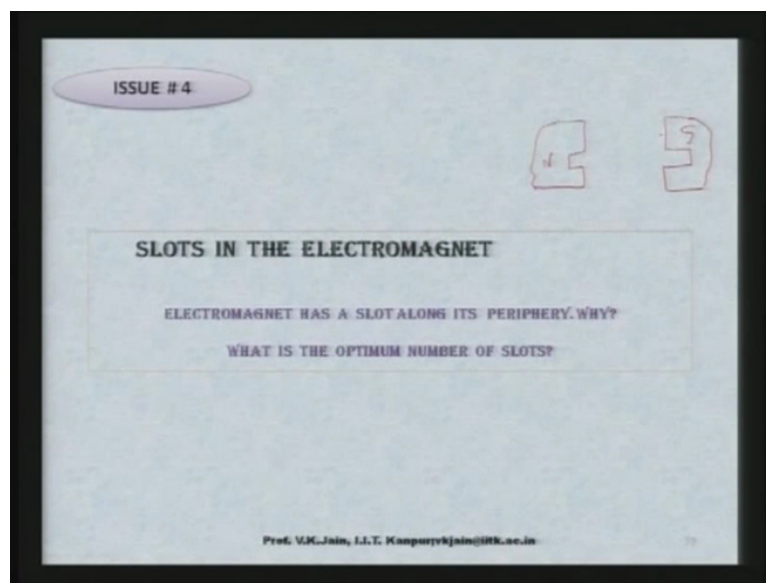 ISSUE # 4
N
S
SLOTS IN THE ELECTROMAGNET
ELECTROMAGNET HAS A SLOT ALONG ITS PERIPHERY. WHY?
WHAT IS THE OPTIMUM NUMBER OF SLOTS?
Prof. V.K.Jain, I.I.T. Kanpur;vkjain@iitk.ac.in